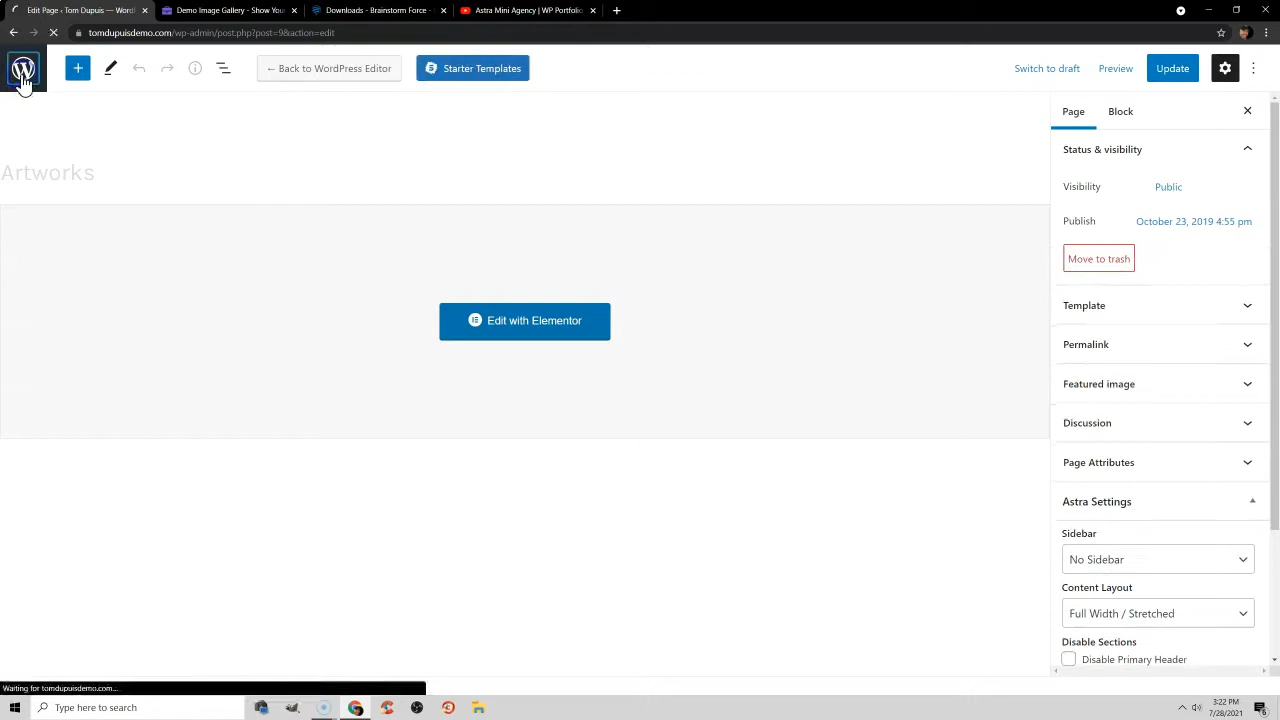 Edit Page ‹ Tom Dupuis — WordP
Demo Image Gallery - Show Your
Downloads - Brainstorm Force -
Astra Mini Agency | WP Portfolio
tomdupuisdemo.com/wp-admin/post.php?post=9&action=edit
← Back to WordPress Editor
Starter Templates
Switch to draft
Preview
Update
Page
Block
Status & visibility
Artworks
Visibility
Public
Publish
October 23, 2019 4:55 pm
Move to trash
Template
Edit with Elementor
Permalink
Featured image
Discussion
Page Attributes
Astra Settings
Sidebar
No Sidebar
Content Layout
Full Width / Stretched
Disable Sections
Disable Primary Header
Waiting for tomdupuisdemo.com...
Type here to search
3:22 PM
7/28/2021